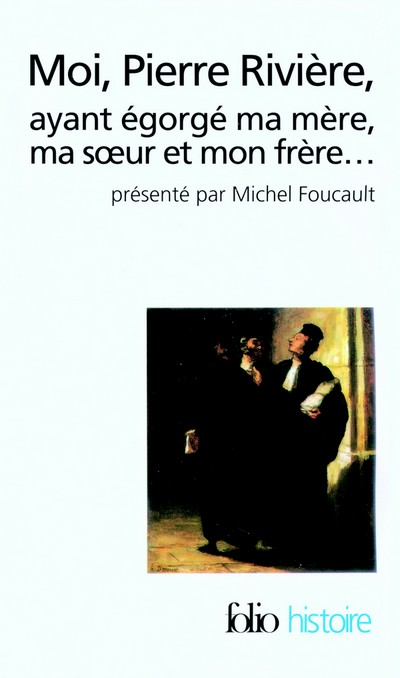 Moi, Pierre Rivière,
ayant égorgé ma mère,
ma sœur et mon frère…
présenté par Michel Foucault
folio histoire